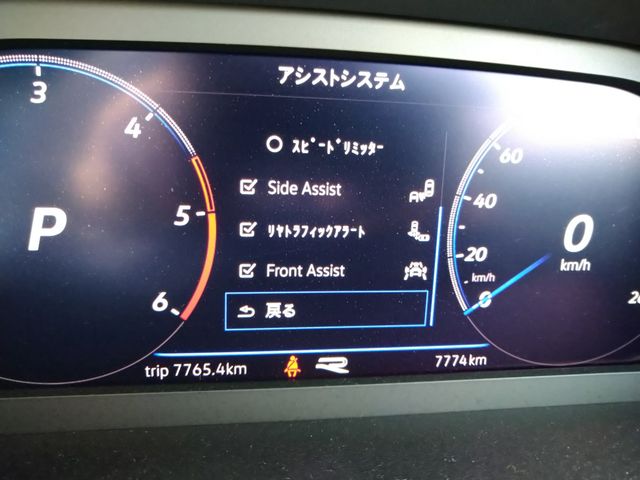 アシストシステム
3
4
5
6
P
スピードリミッター
Side Assist
リヤトラフィックアラート
Front Assist
戻る
60
40
20
km/h
0
0
km/h
20
trip 7765.4km
7774km